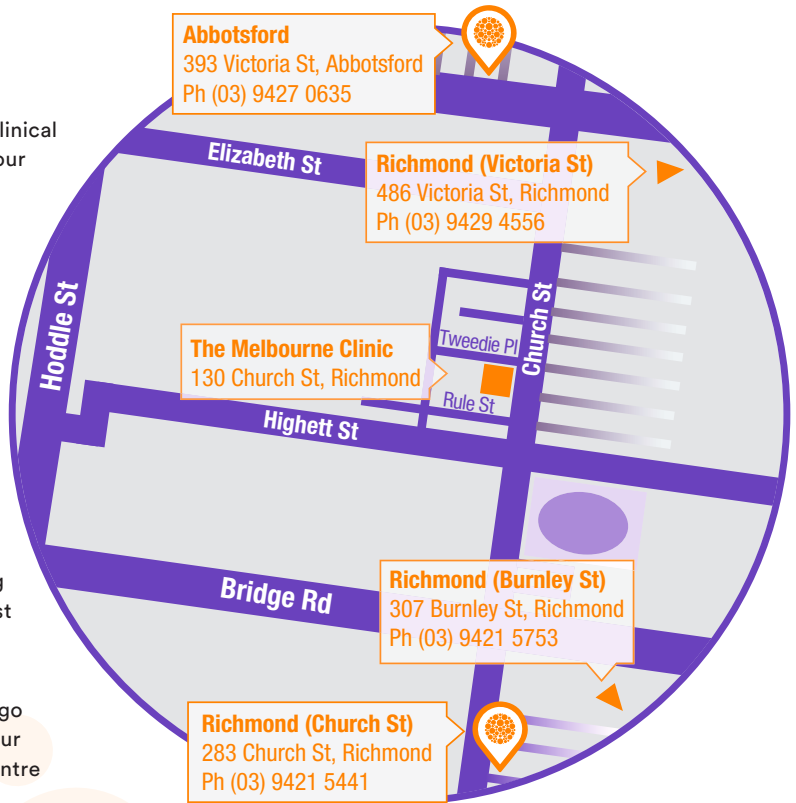 Abbotsford
393 Victoria St, Abbotsford
Ph (03) 9427 0635
our
Elizabeth St
Richmond (Victoria St)
486 Victoria St, Richmond
Ph (03) 9429 4556
Hoddle St
Church St
Tweedie Pl
The Melbourne Clinic
130 Church St, Richmond
Rule St
Highett St
Bridge Rd
Richmond (Burnley St)
307 Burnley St, Richmond
Ph (03) 9421 5753
go
Richmond (Church St)
283 Church St, Richmond
Ph (03) 9421 5441